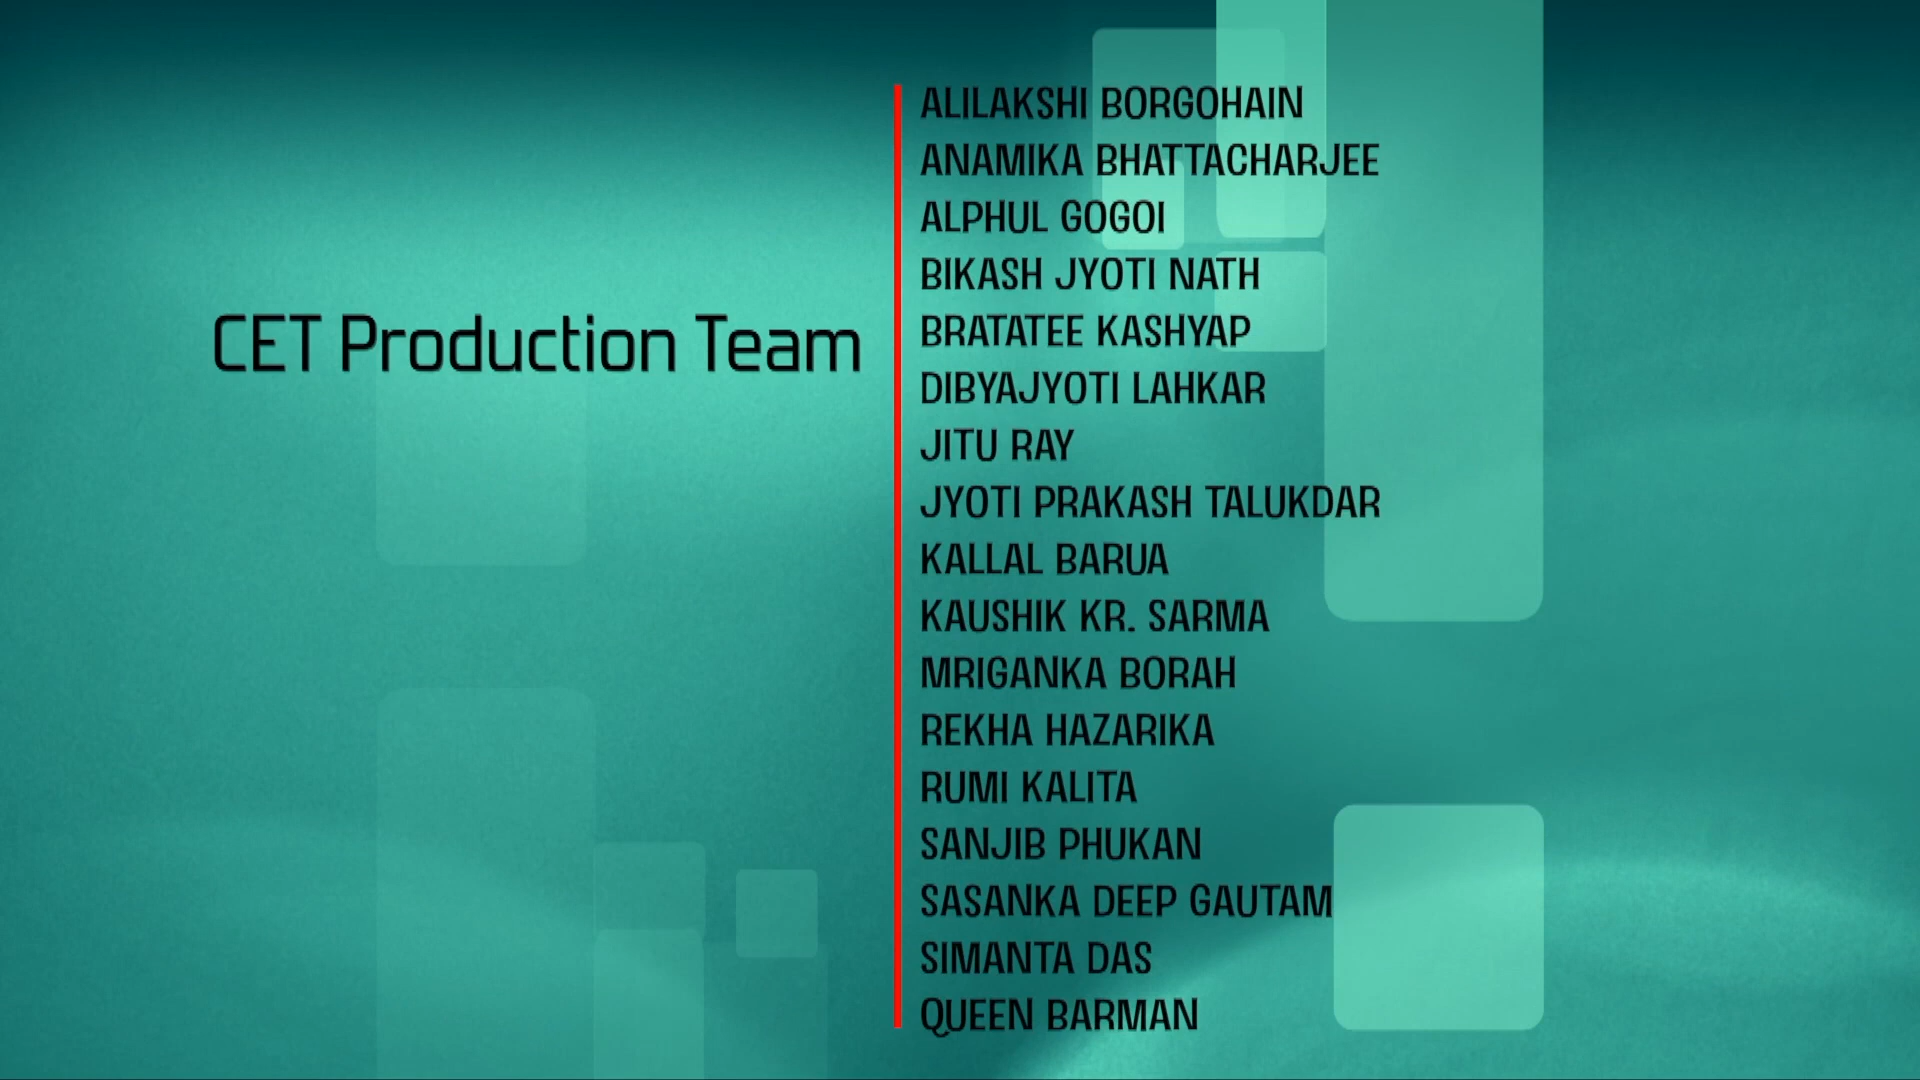 CET Production Team
ALILAKSHI BORGOHAIN
ANAMIKA BHATTACHARJEE
ALPHUL GOGOI
BIKASH JYOTI NATH
BRATATEE KASHYAP
DIBYAJYOTI LAHKAR
JITU RAY
JYOTI PRAKASH TALUKDAR
KALLAL BARUA
KAUSHIK KR. SARMA
MRIGANKA BORAH
REKHA HAZARIKA
RUMI KALITA
SANJIB PHUKAN
SASANKA DEEP GAUTAM
SIMANTA DAS
QUEEN BARMAN